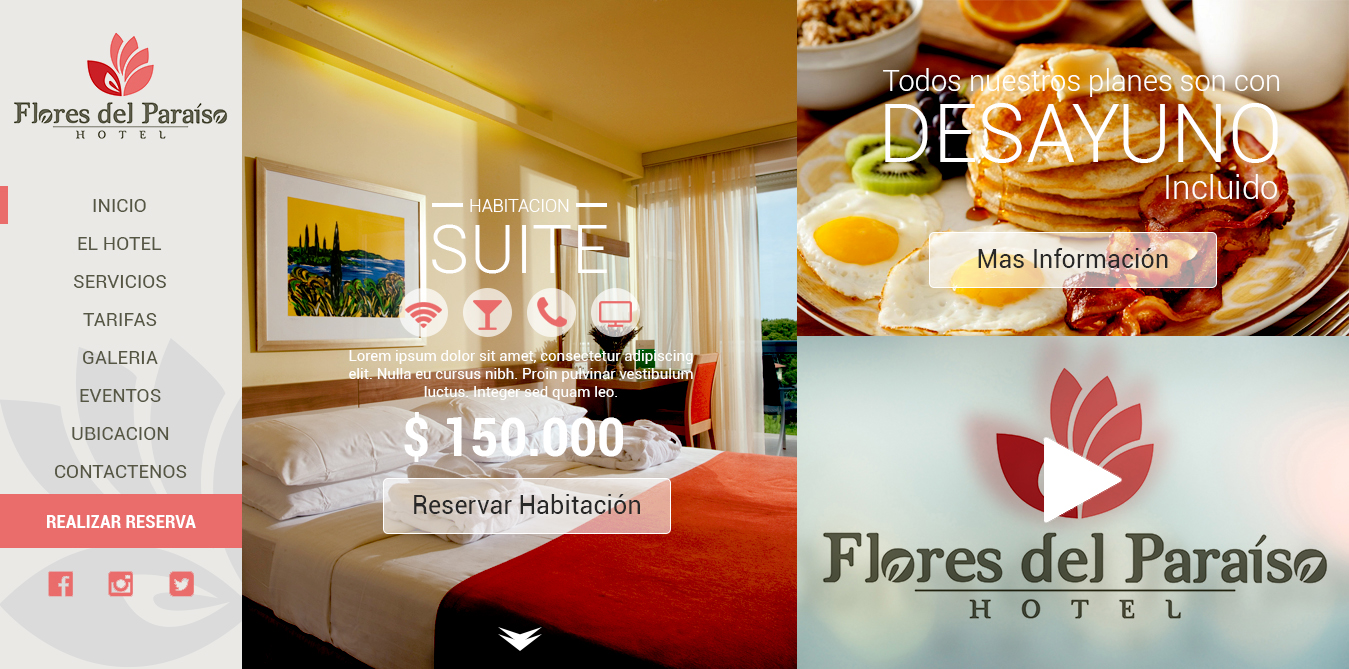 Flores del Paraíso
HOTEL
INICIO
EL HOTEL
SERVICIOS
TARIFAS
GALERIA
EVENTOS
UBICACION
CONTACTENOS
REALIZAR RESERVA
HABITACION
SUITE
Lorem ipsum dolor sit amet, consectetur adipiscing
elit. Nulla eu cursus nibh. Proin pulvinar vestibulum
luctus. Integer sed quam leo.
$ 150.000
Reservar Habitación
Todos nuestros planes son con
DESAYUNO
Incluido
Mas Información
Flores del Paraíso
HOTEL